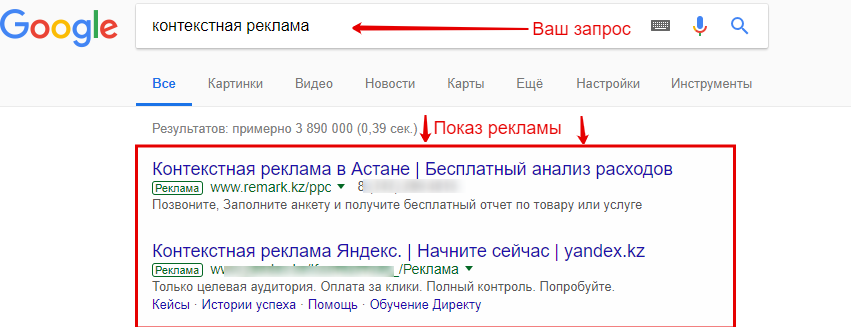 Google
контекстная реклама
Ваш запрос
Все Картинки Видео Новости Карты Ещё Настройки Инструменты
Результатов: примерно 3 890 000 (0,39 сек.)
Показ рекламы
Контекстная реклама в Астане | Бесплатный анализ расходов
Реклама www.remark.kz/ppc 8
Позвоните, Заполните анкету и получите бесплатный отчет по товару или услуге
Контекстная реклама Яндекс. | Начните сейчас | yandex.kz
Реклама /Реклама
Только целевая аудитория. Оплата за клики. Полный контроль. Попробуйте.
Кейсы · Истории успеха · Помощь · Обучение Директу